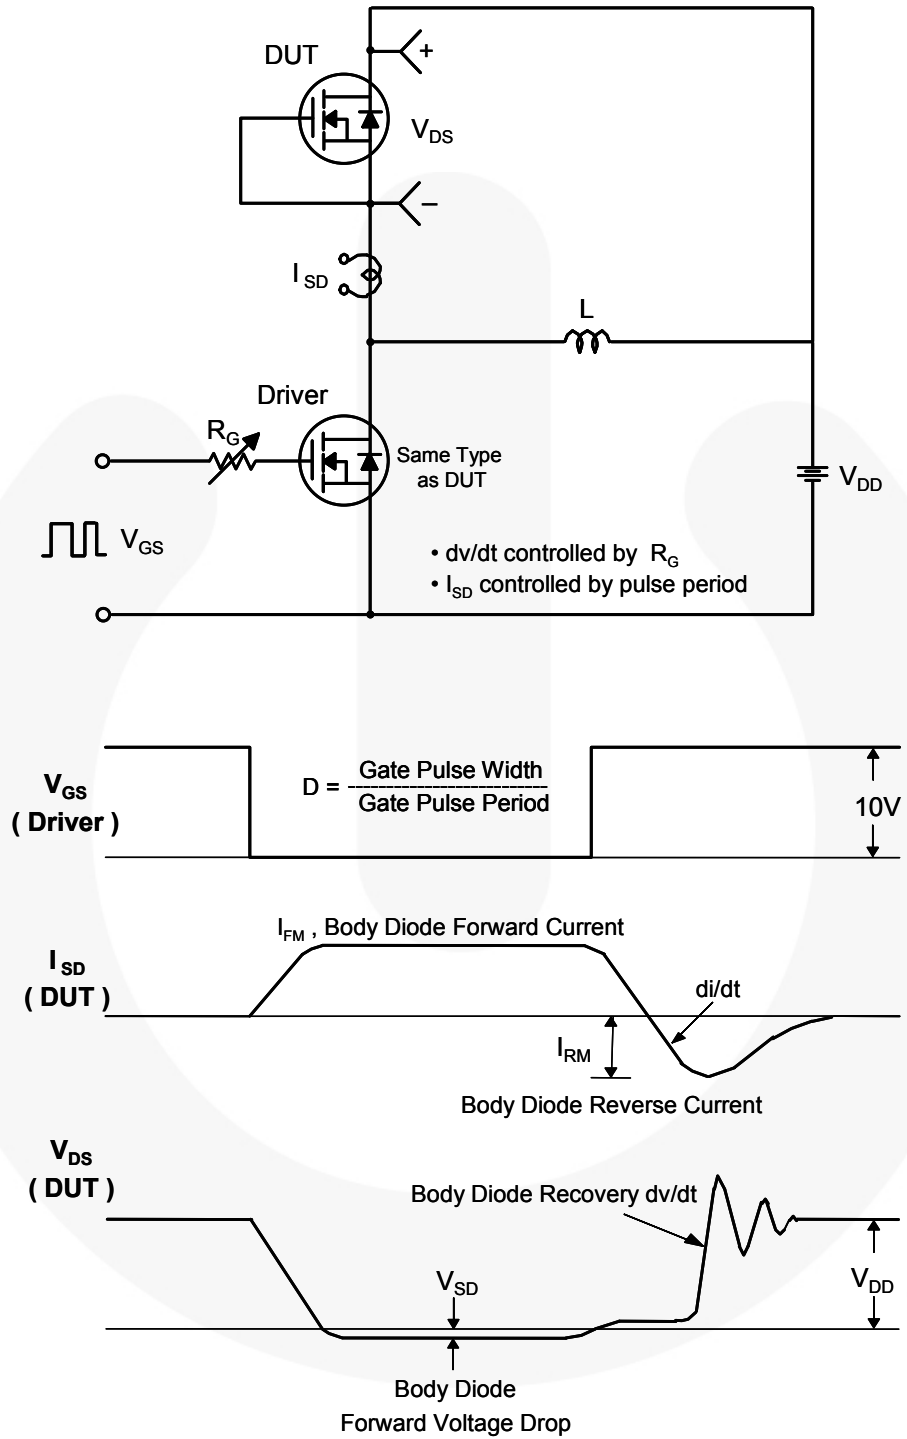 DUT
+
V_DS
−
I_SD
L
Driver
R_G
Same Type
as DUT
V_DD
V_GS
• dv/dt controlled by R_G
• I_SD controlled by pulse period
V_GS
( Driver )
D = Gate Pulse Width
Gate Pulse Period
10V
I_FM , Body Diode Forward Current
I_SD
( DUT )
di/dt
I_RM
Body Diode Reverse Current
V_DS
( DUT )
Body Diode Recovery dv/dt
V_SD
V_DD
Body Diode
Forward Voltage Drop